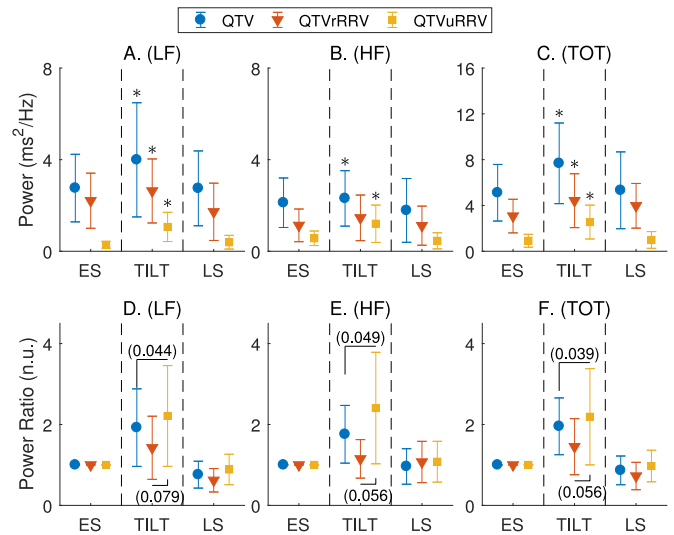 QTV QTVrRRV QTVuRRV
A. (LF) B. (HF) C. (TOT)
Power (ms²/Hz)
8
4
0
* * *
ES TILT LS
8
4
0
* *
ES TILT LS
16
12
8
4
0
* * *
ES TILT LS
D. (LF) E. (HF) F. (TOT)
Power Ratio (n.u.)
4
2
0
(0.044)
(0.079)
ES TILT LS
4
2
0
(0.049)
(0.056)
ES TILT LS
4
2
0
(0.039)
(0.056)
ES TILT LS